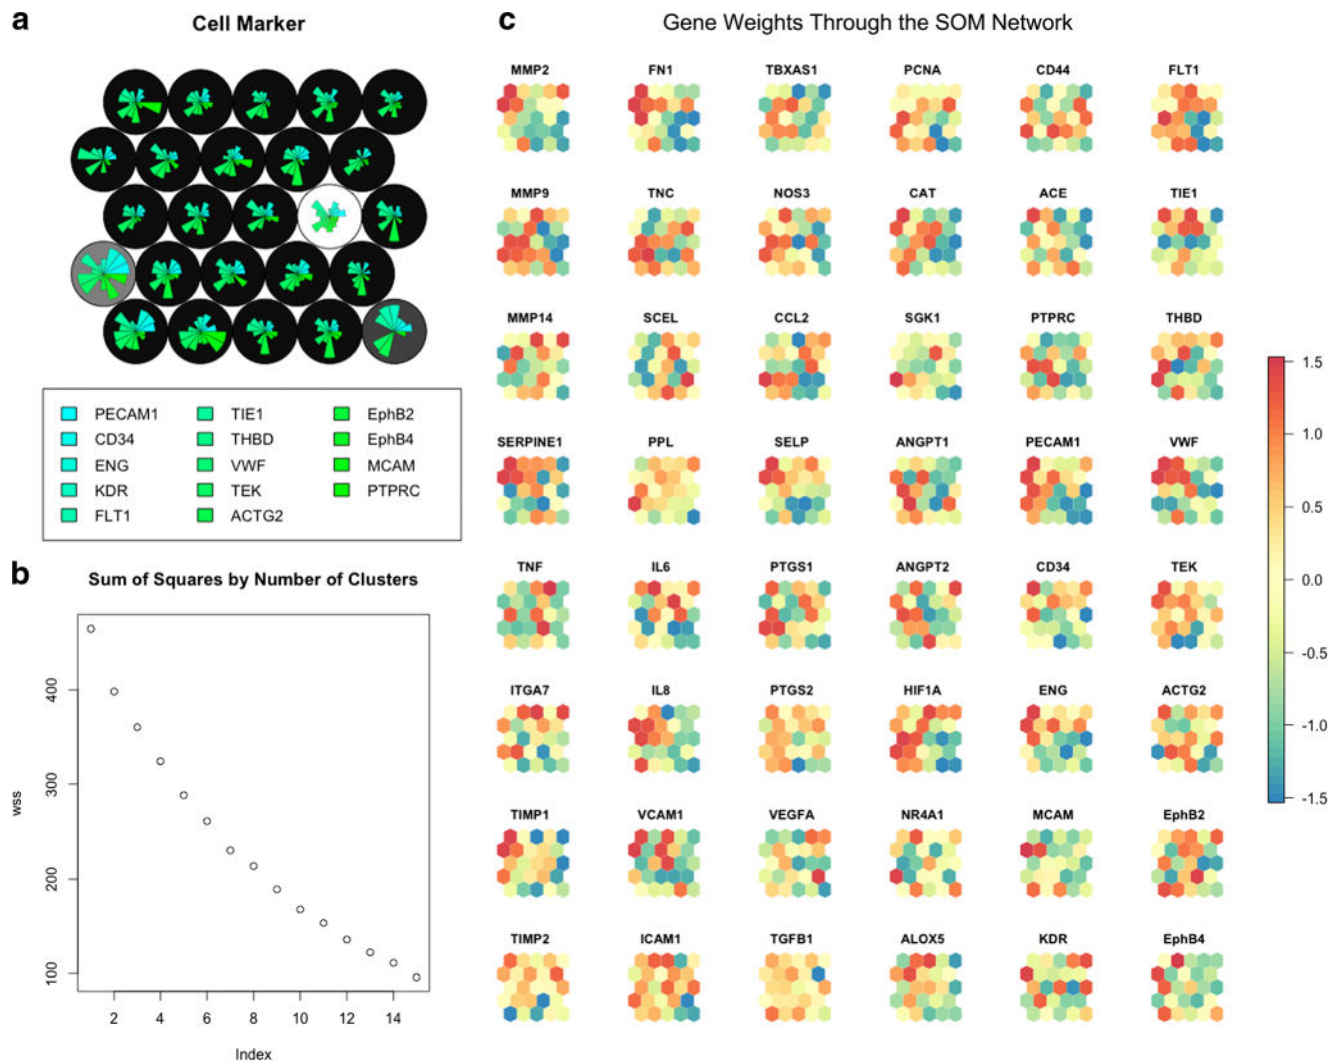 a
Cell Marker
PECAM1 TIE1 EphB2
CD34 THBD EphB4
ENG VWF MCAM
KDR TEK PTPRC
FLT1 ACTG2
b
Sum of Squares by Number of Clusters
wss
400
300
200
100
2 4 6 8 10 12 14
Index
c
Gene Weights Through the SOM Network
MMP2 FN1 TBXAS1 PCNA CD44 FLT1
MMP9 TNC NOS3 CAT ACE TIE1
MMP14 SCEL CCL2 SGK1 PTPRC THBD
SERPINE1 PPL SELP ANGPT1 PECAM1 VWF
TNF IL6 PTGS1 ANGPT2 CD34 TEK
ITGA7 IL8 PTGS2 HIF1A ENG ACTG2
TIMP1 VCAM1 VEGFA NR4A1 MCAM EphB2
TIMP2 ICAM1 TGFB1 ALOX5 KDR EphB4
1.5
1.0
0.5
0.0
-0.5
-1.0
-1.5